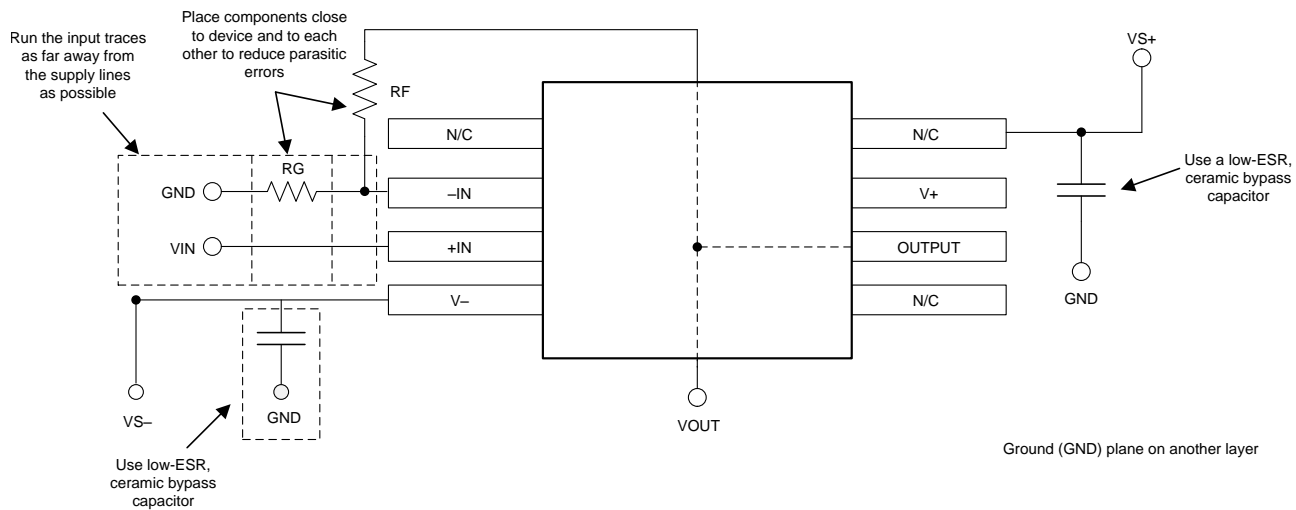 Place components close
to device and to each
other to reduce parasitic
errors
Run the input traces
as far away from
the supply lines
as possible
VS+
RF
N/C
N/C
Use a low-ESR,
ceramic bypass
capacitor
RG
GND
–IN
V+
VIN
+IN
OUTPUT
GND
V–
N/C
VS–
GND
VOUT
Ground (GND) plane on another layer
Use low-ESR,
ceramic bypass
capacitor